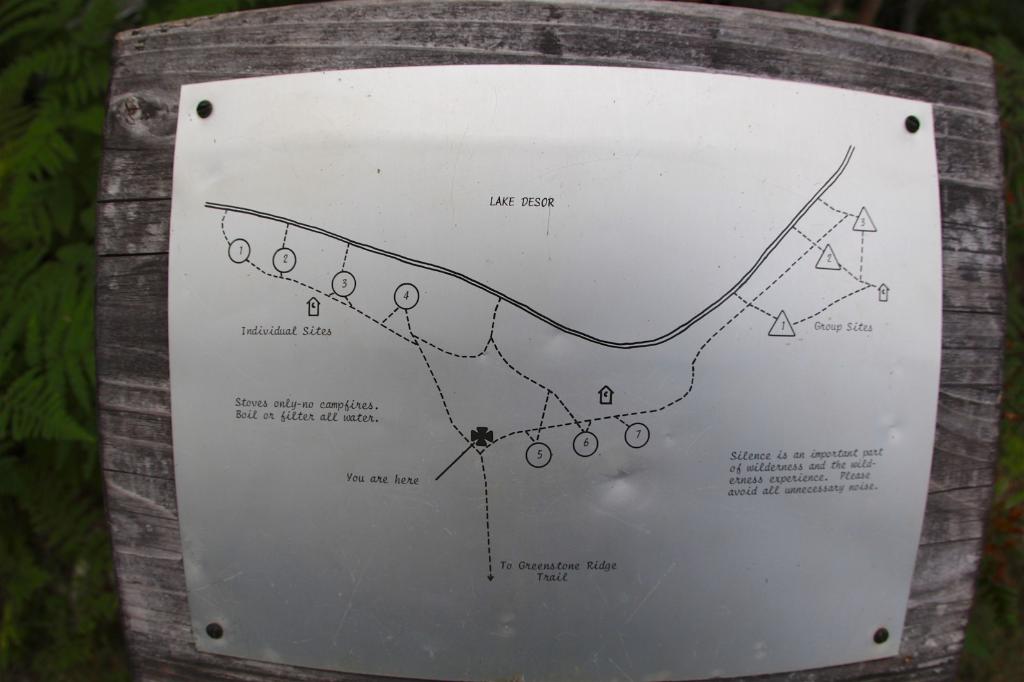 LAKE DESOR
1
2
3
4
3
2
1
Individual Sites
Group Sites
Stoves only-no campfires.
Boil or filter all water.
5
6
7
You are here
Silence is an important part
of wilderness and the wild-
erness experience. Please
avoid all unnecessary noise.
To Greenstone Ridge
Trail